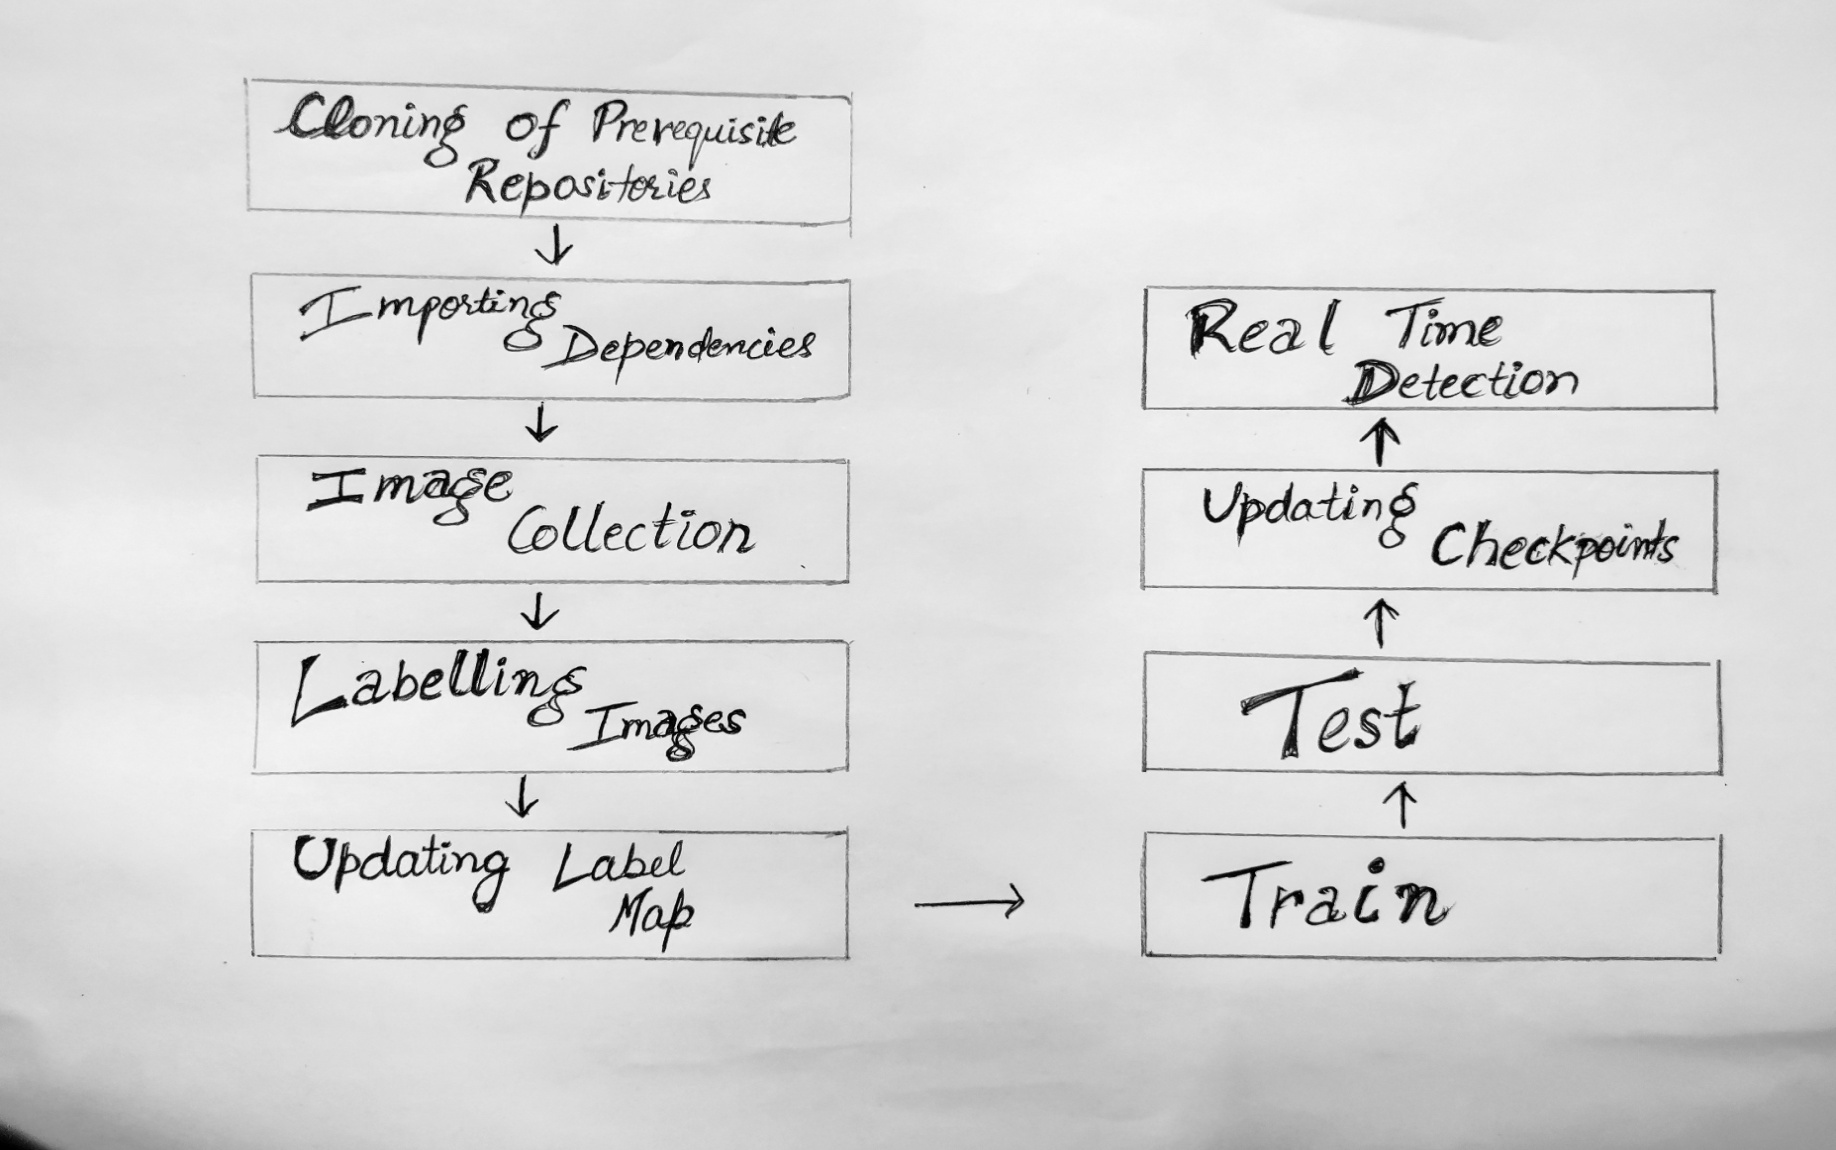 Cloning of Prerequisite
Repositories
Importing
Dependencies
Image
Collection
Labelling
Images
Updating Label
Map
Train
Test
Updating
Checkpoints
Real Time
Detection